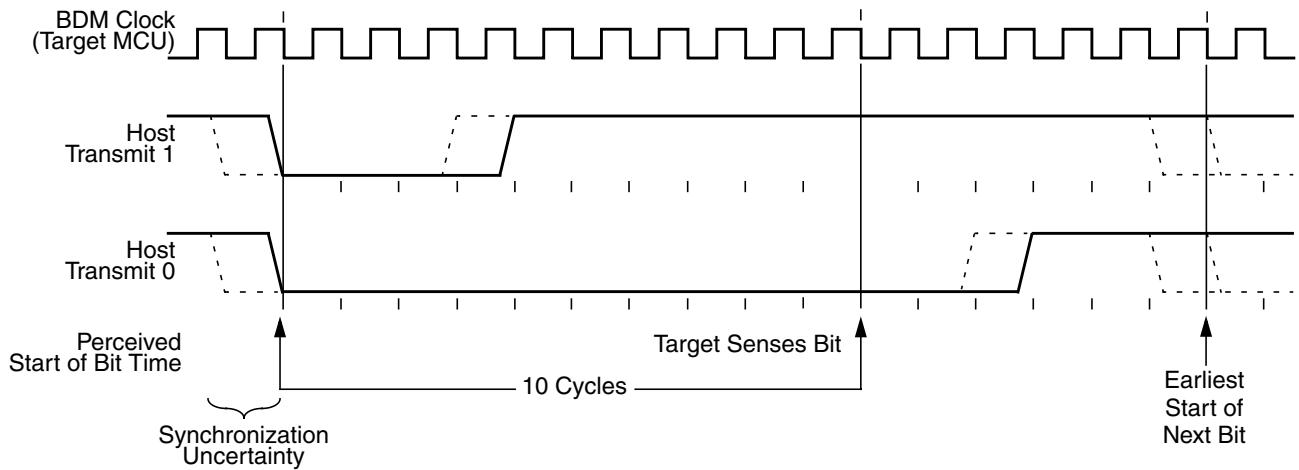 BDM Clock
(Target MCU)
Host
Transmit 1
Host
Transmit 0
Perceived
Start of Bit Time
Target Senses Bit
10 Cycles
Earliest
Start of
Next Bit
Synchronization
Uncertainty